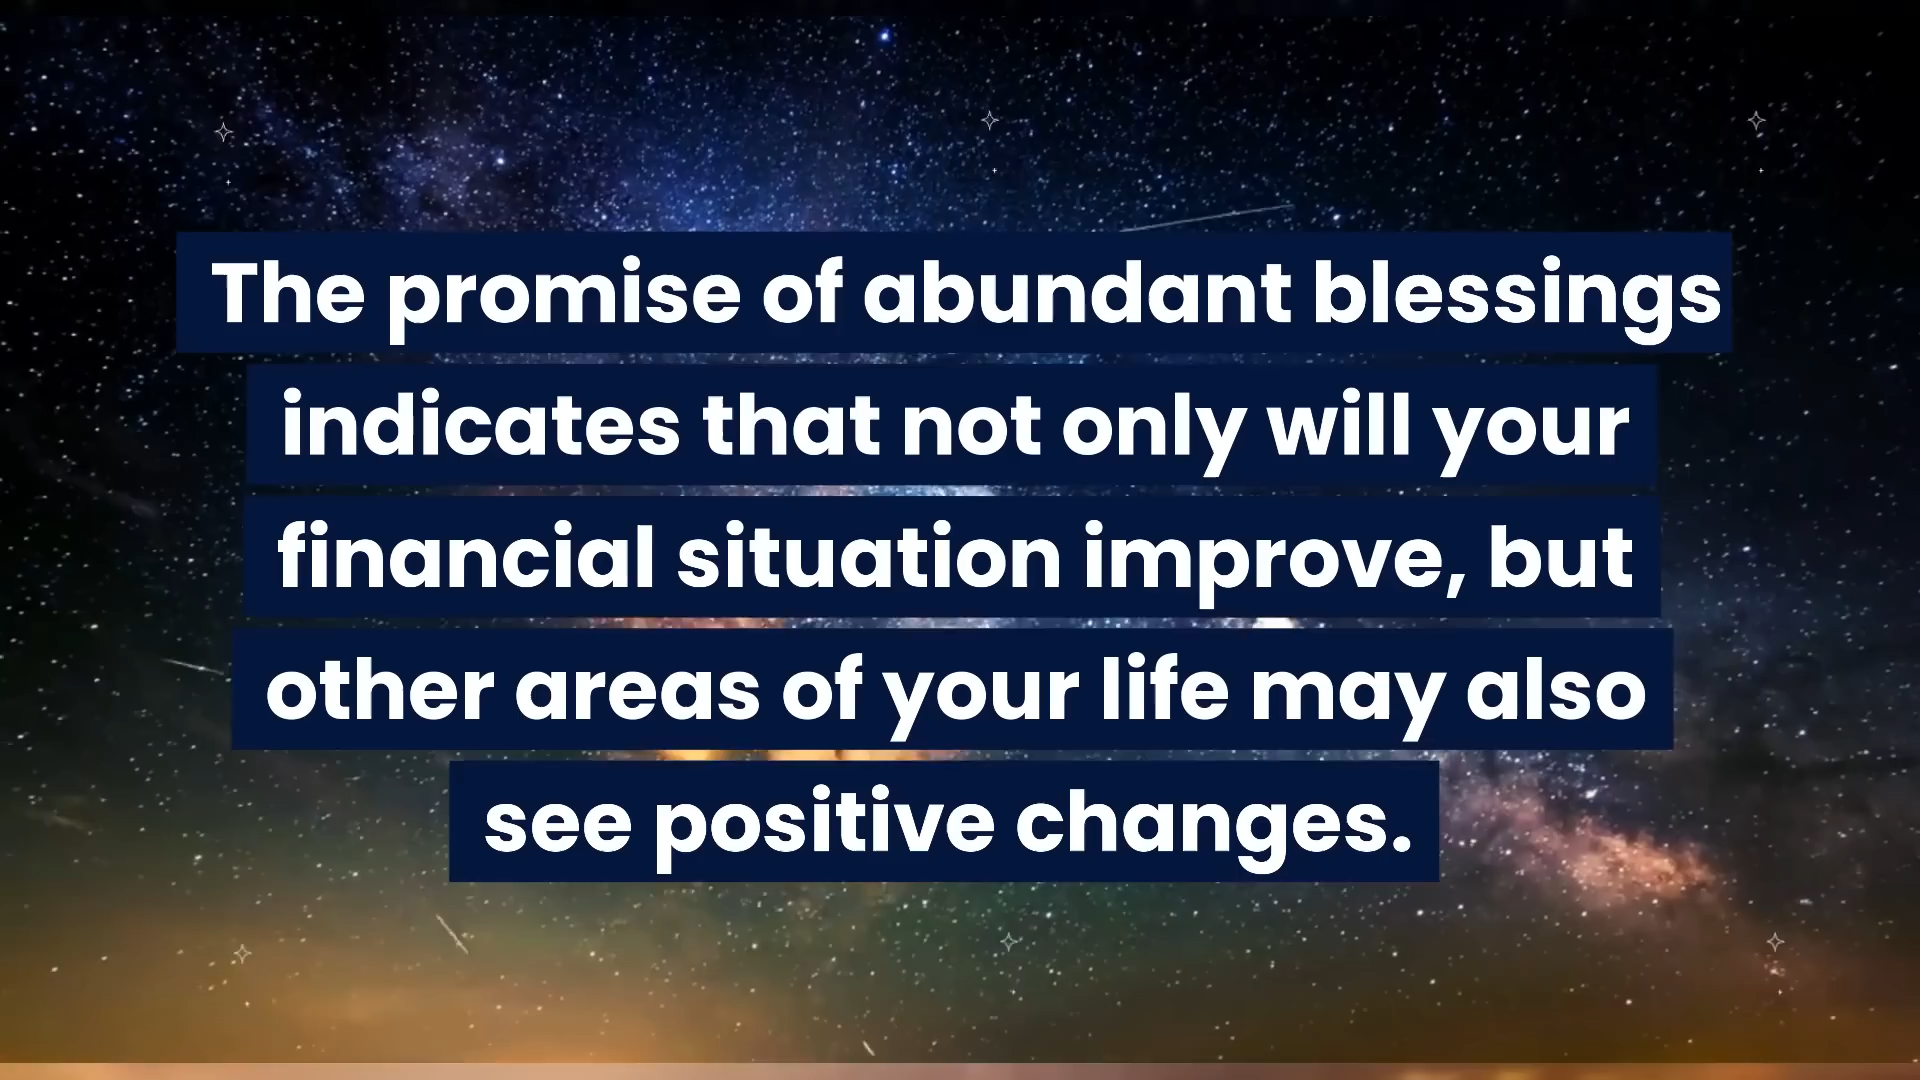 The promise of abundant blessings
indicates that not only will your
financial situation improve, but
other areas of your life may also
see positive changes.